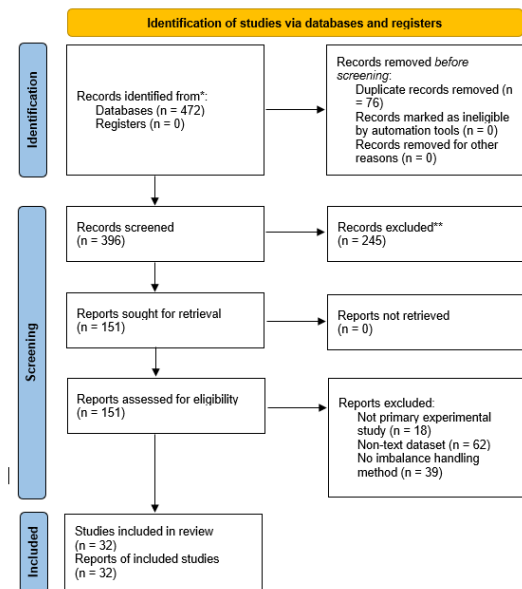 Identification of studies via databases and registers
Identification
Records identified from*:
Databases (n = 472)
Registers (n = 0)
Records removed before
screening:
Duplicate records removed (n
= 76)
Records marked as ineligible
by automation tools (n = 0)
Records removed for other
reasons (n = 0)
Screening
Records screened
(n = 396)
Records excluded**
(n = 245)
Reports sought for retrieval
(n = 151)
Reports not retrieved
(n = 0)
Reports assessed for eligibility
(n = 151)
Reports excluded:
Not primary experimental
study (n = 18)
Non-text dataset (n = 62)
No imbalance handling
method (n = 39)
Included
Studies included in review
(n = 32)
Reports of included studies
(n = 32)